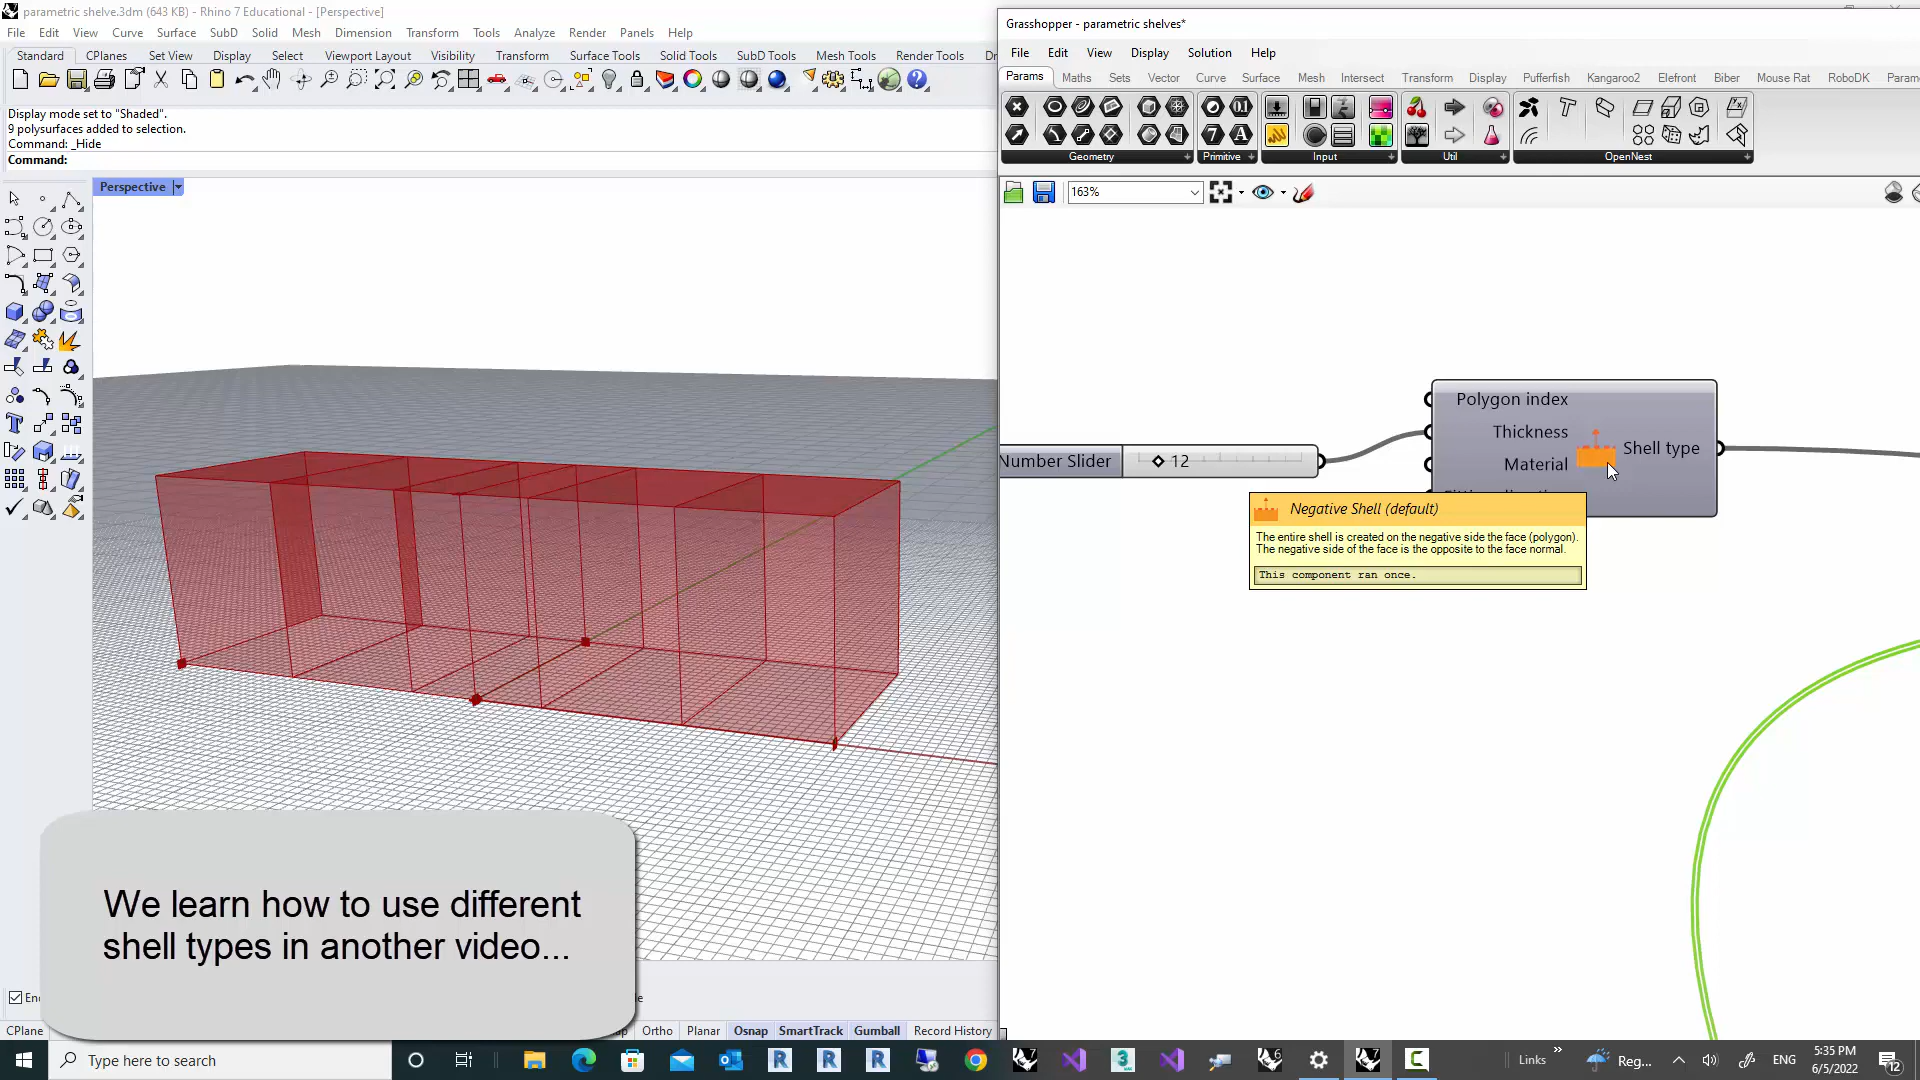 parametric shelve.3dm (643 KB) - Rhino 7 Educational - [Perspective]
File Edit View Curve Surface SubD Solid Mesh Dimension Transform Tools Analyze Render Panels Help
Standard CPlanes Set View Display Select Viewport Layout Visibility Transform Surface Tools Solid Tools SubD Tools Mesh Tools Render Tools
Display mode set to "Shaded".
9 polysurfaces added to selection.
Command: _Hide
Command:
Perspective
Grasshopper - parametric shelves*
File Edit View Display Solution Help
Params Maths Sets Vector Curve Surface Mesh Intersect Transform Display Pufferfish Kangaroo2 Elefront Biber Mouse Rat RoboDK Param
Geometry Primitive Input Util OpenNest
163%
Polygon index
Thickness
Material
Shell type
Number Slider 12
Negative Shell (default)
The entire shell is created on the negative side the face (polygon).
The negative side of the face is the opposite to the face normal.
This component ran once.
We learn how to use different
shell types in another video...
CPlane Ortho Planar Osnap SmartTrack Gumball Record History
Type here to search
Links
Reg...
ENG
5:35 PM
6/5/2022
12